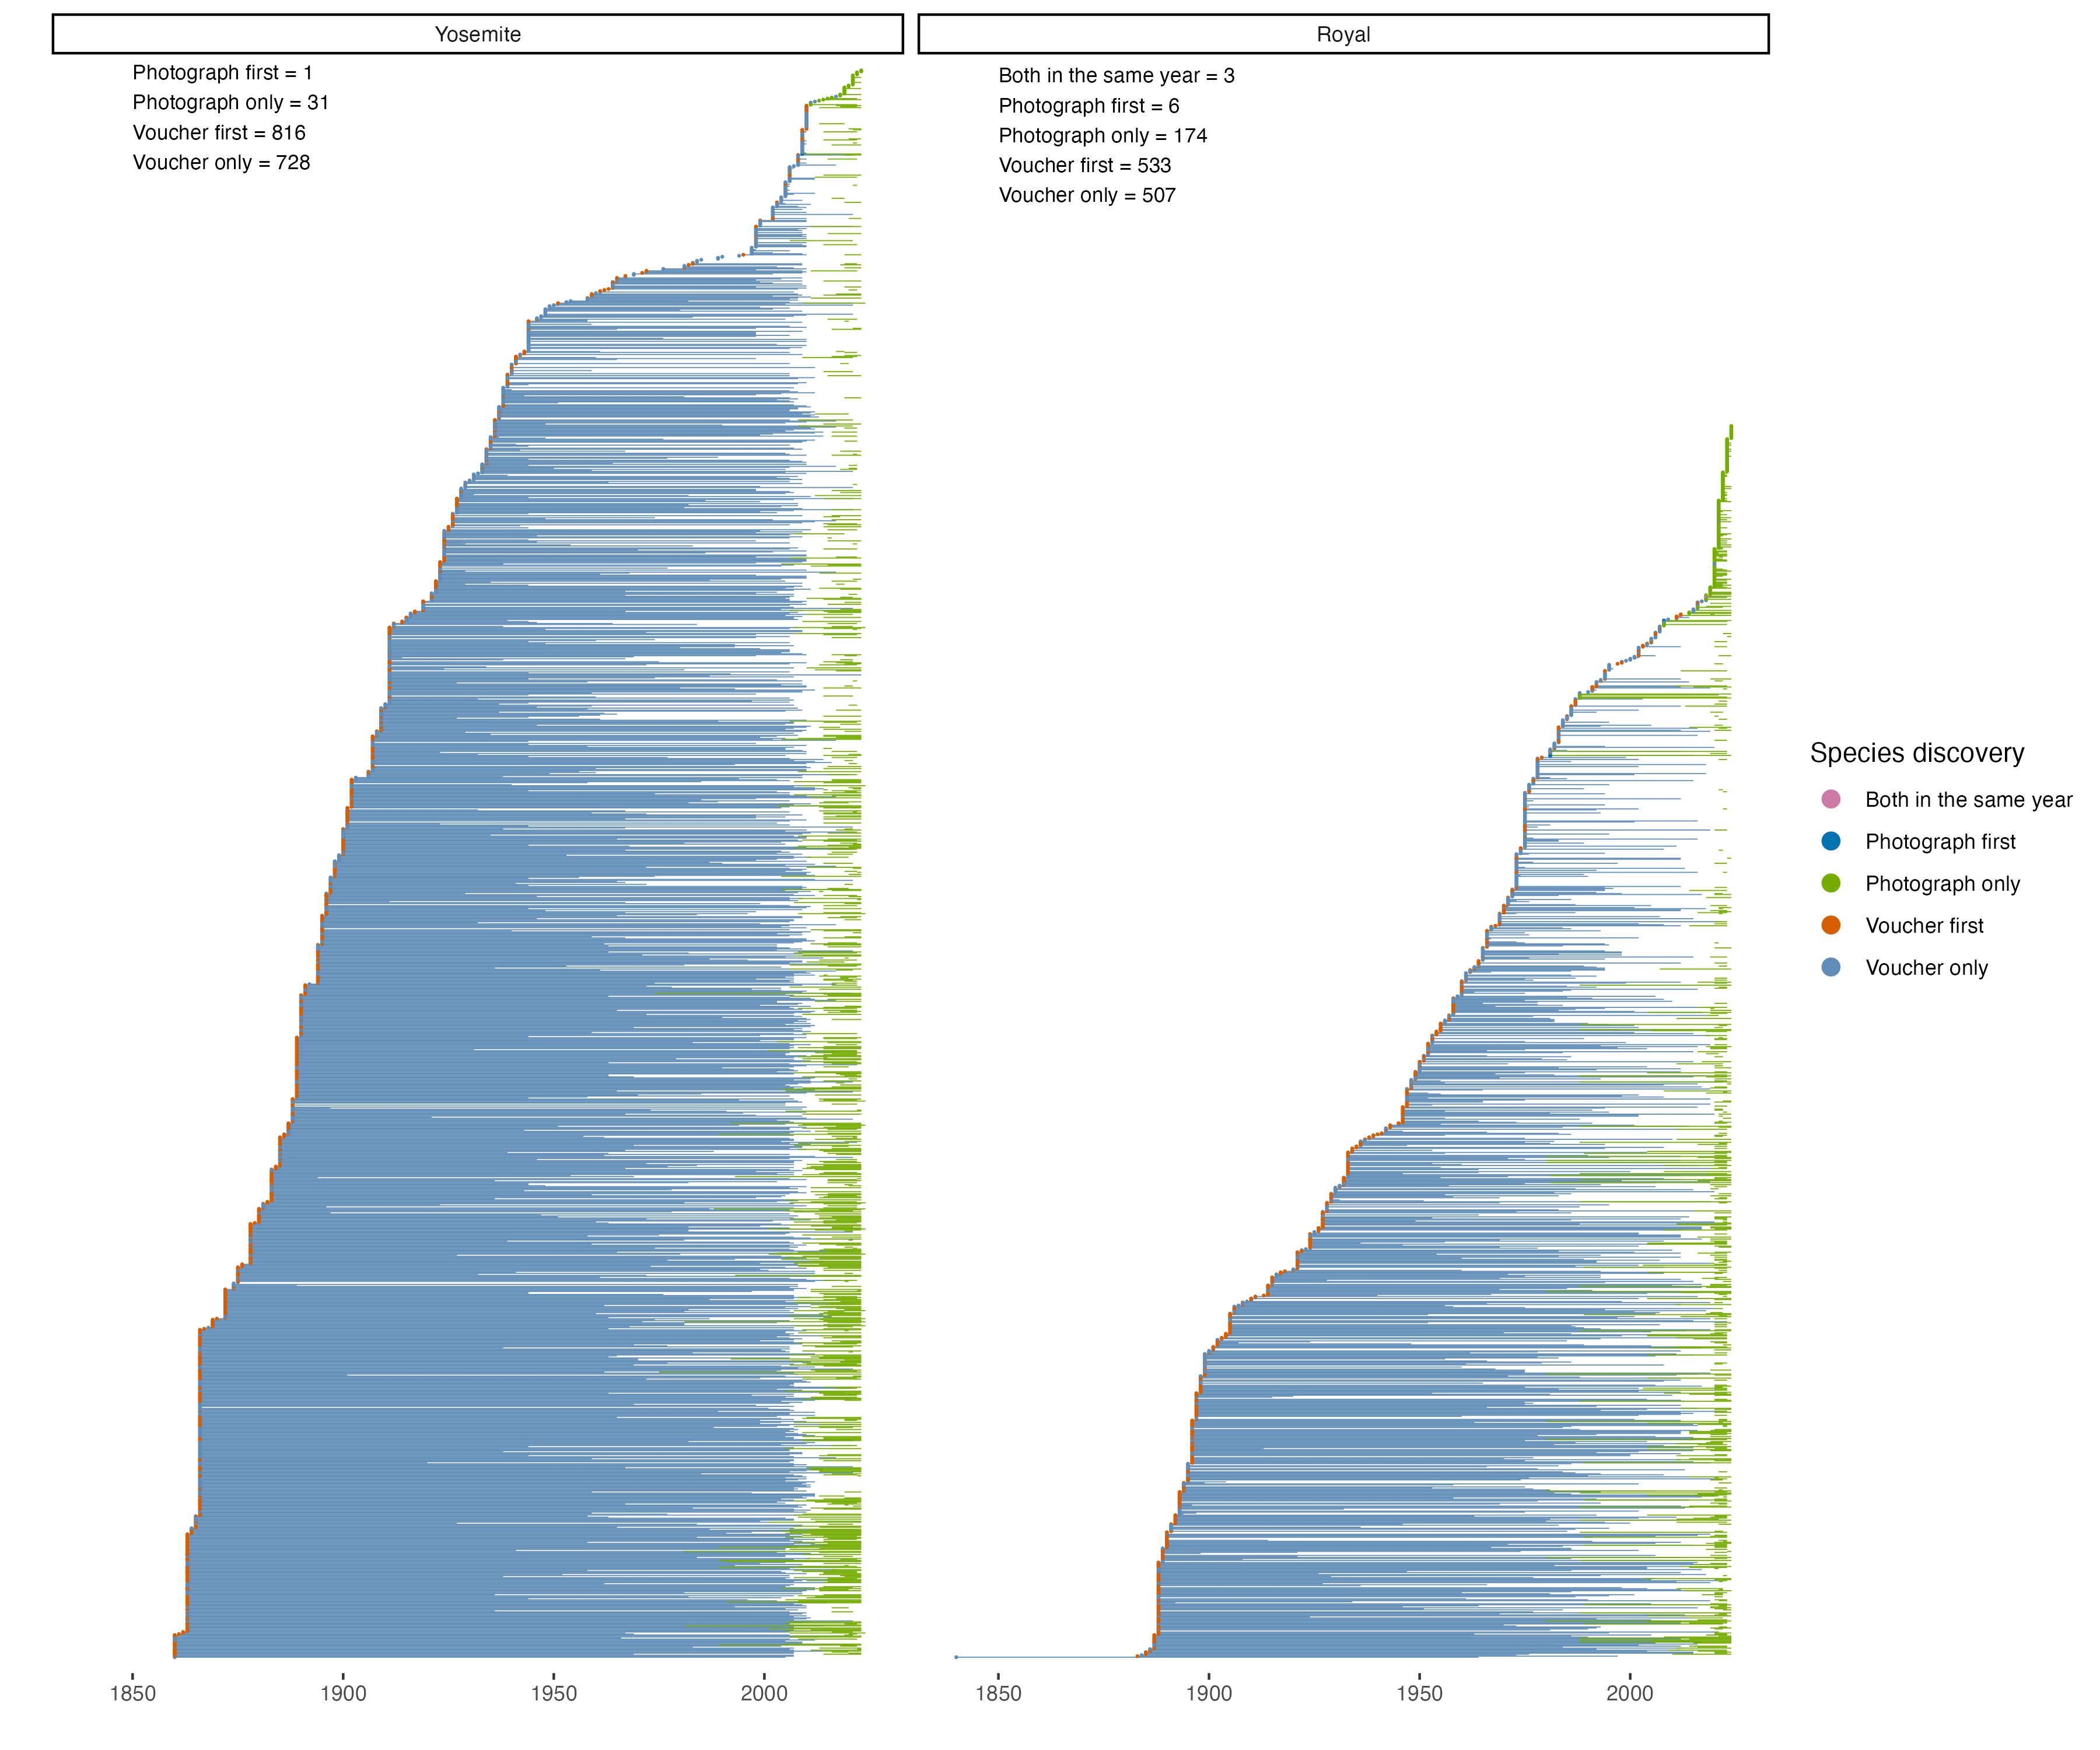 Yosemite
Photograph first = 1
Photograph only = 31
Voucher first = 816
Voucher only = 728
1850 1900 1950 2000
Royal
Both in the same year = 3
Photograph first = 6
Photograph only = 174
Voucher first = 533
Voucher only = 507
1850 1900 1950 2000
Species discovery
Both in the same year
Photograph first
Photograph only
Voucher first
Voucher only